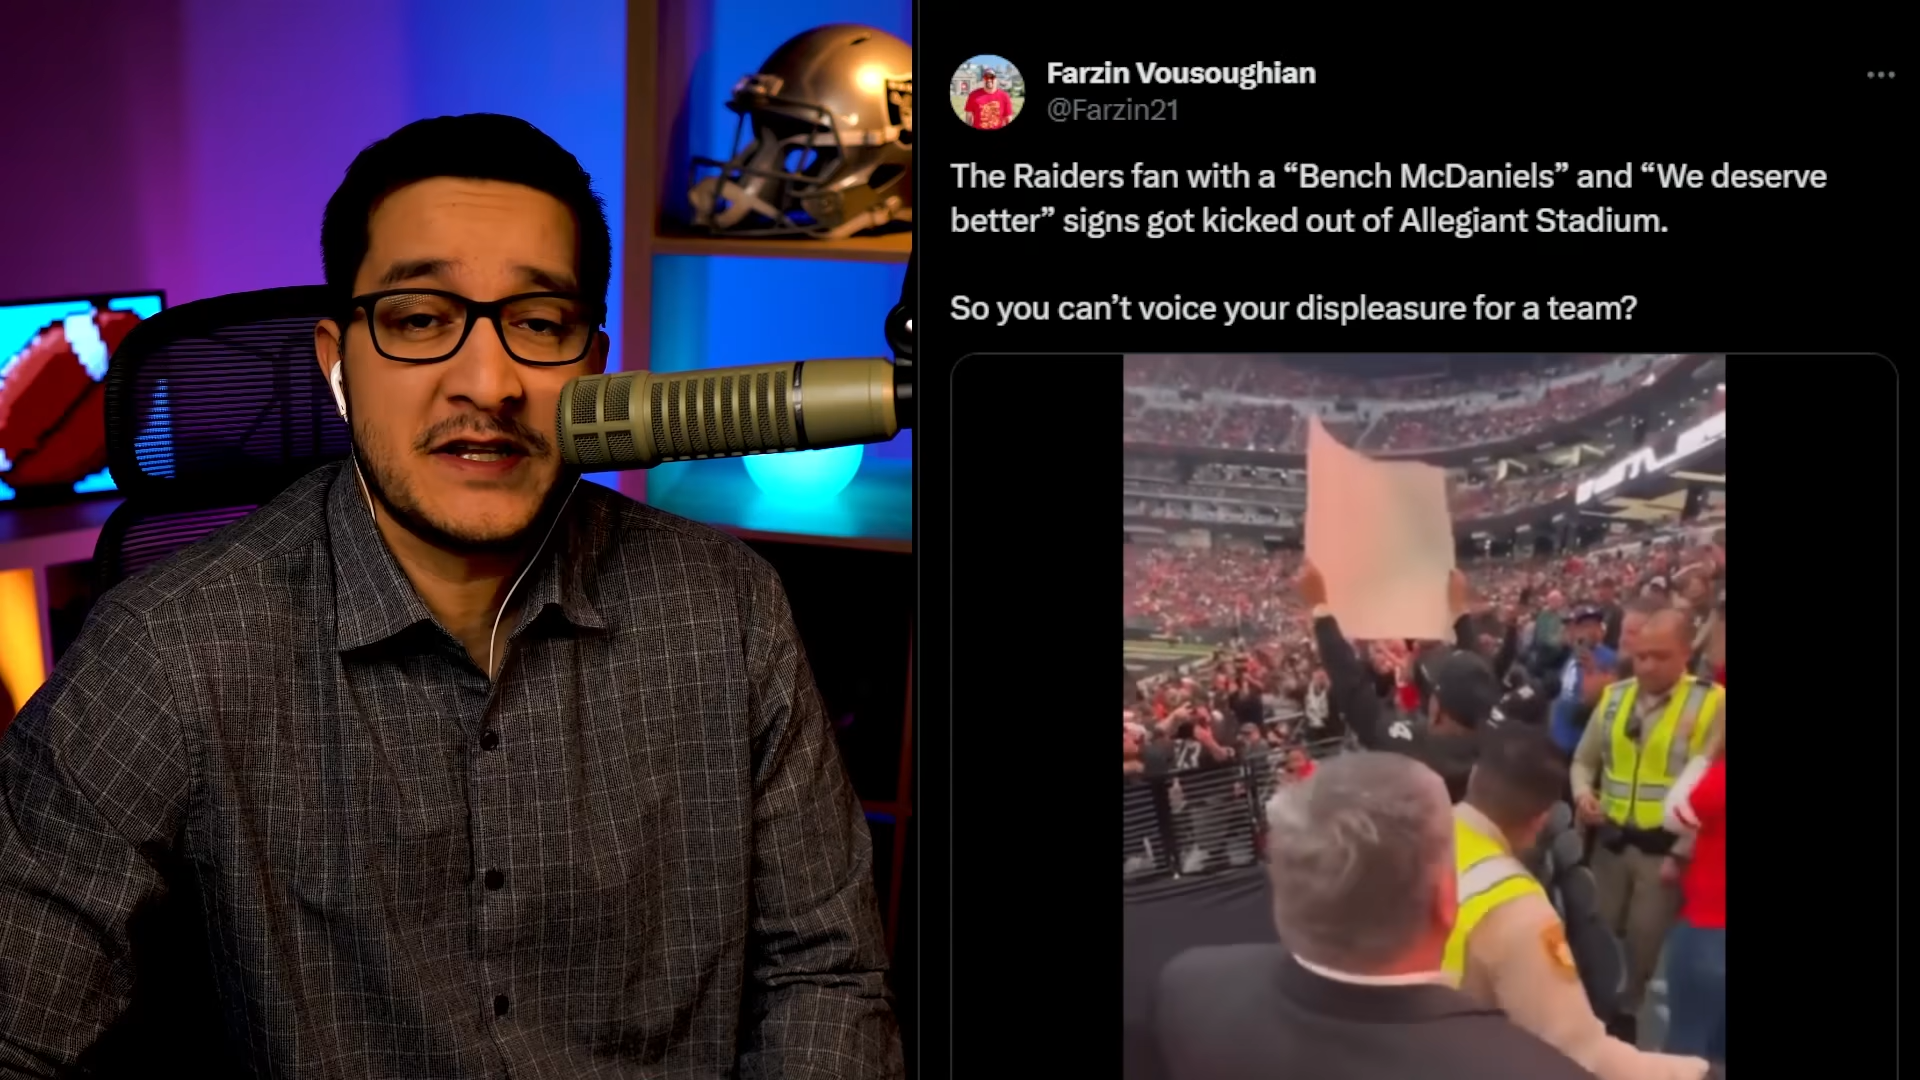 Farzin Vousoughian
@Farzin21
The Raiders fan with a “Bench McDaniels” and “We deserve
better” signs got kicked out of Allegiant Stadium.
So you can’t voice your displeasure for a team?